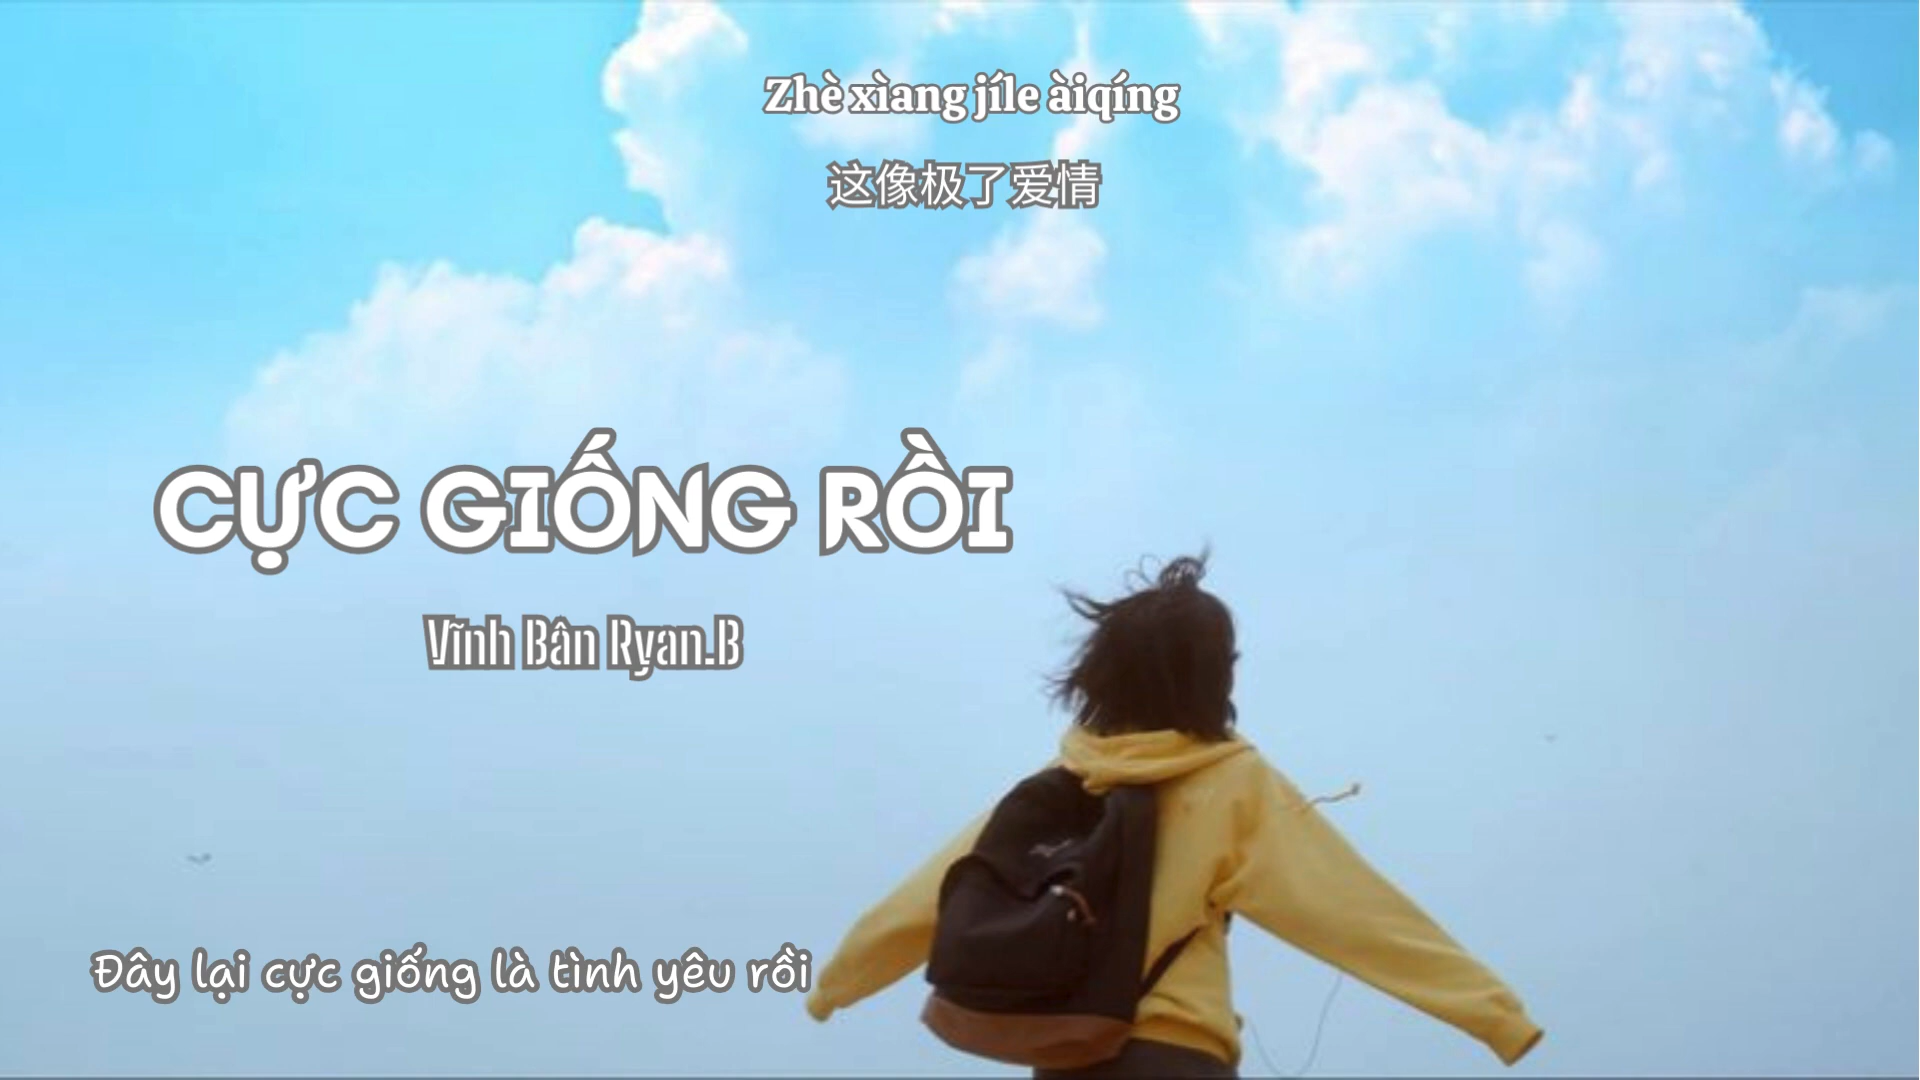 Zhè xìang jíle àiqíng
这像极了爱情
CỰC GIỐNG RỒI
Vĩnh Bân Ryan.B
Đây lại cực giống là tình yêu rồi